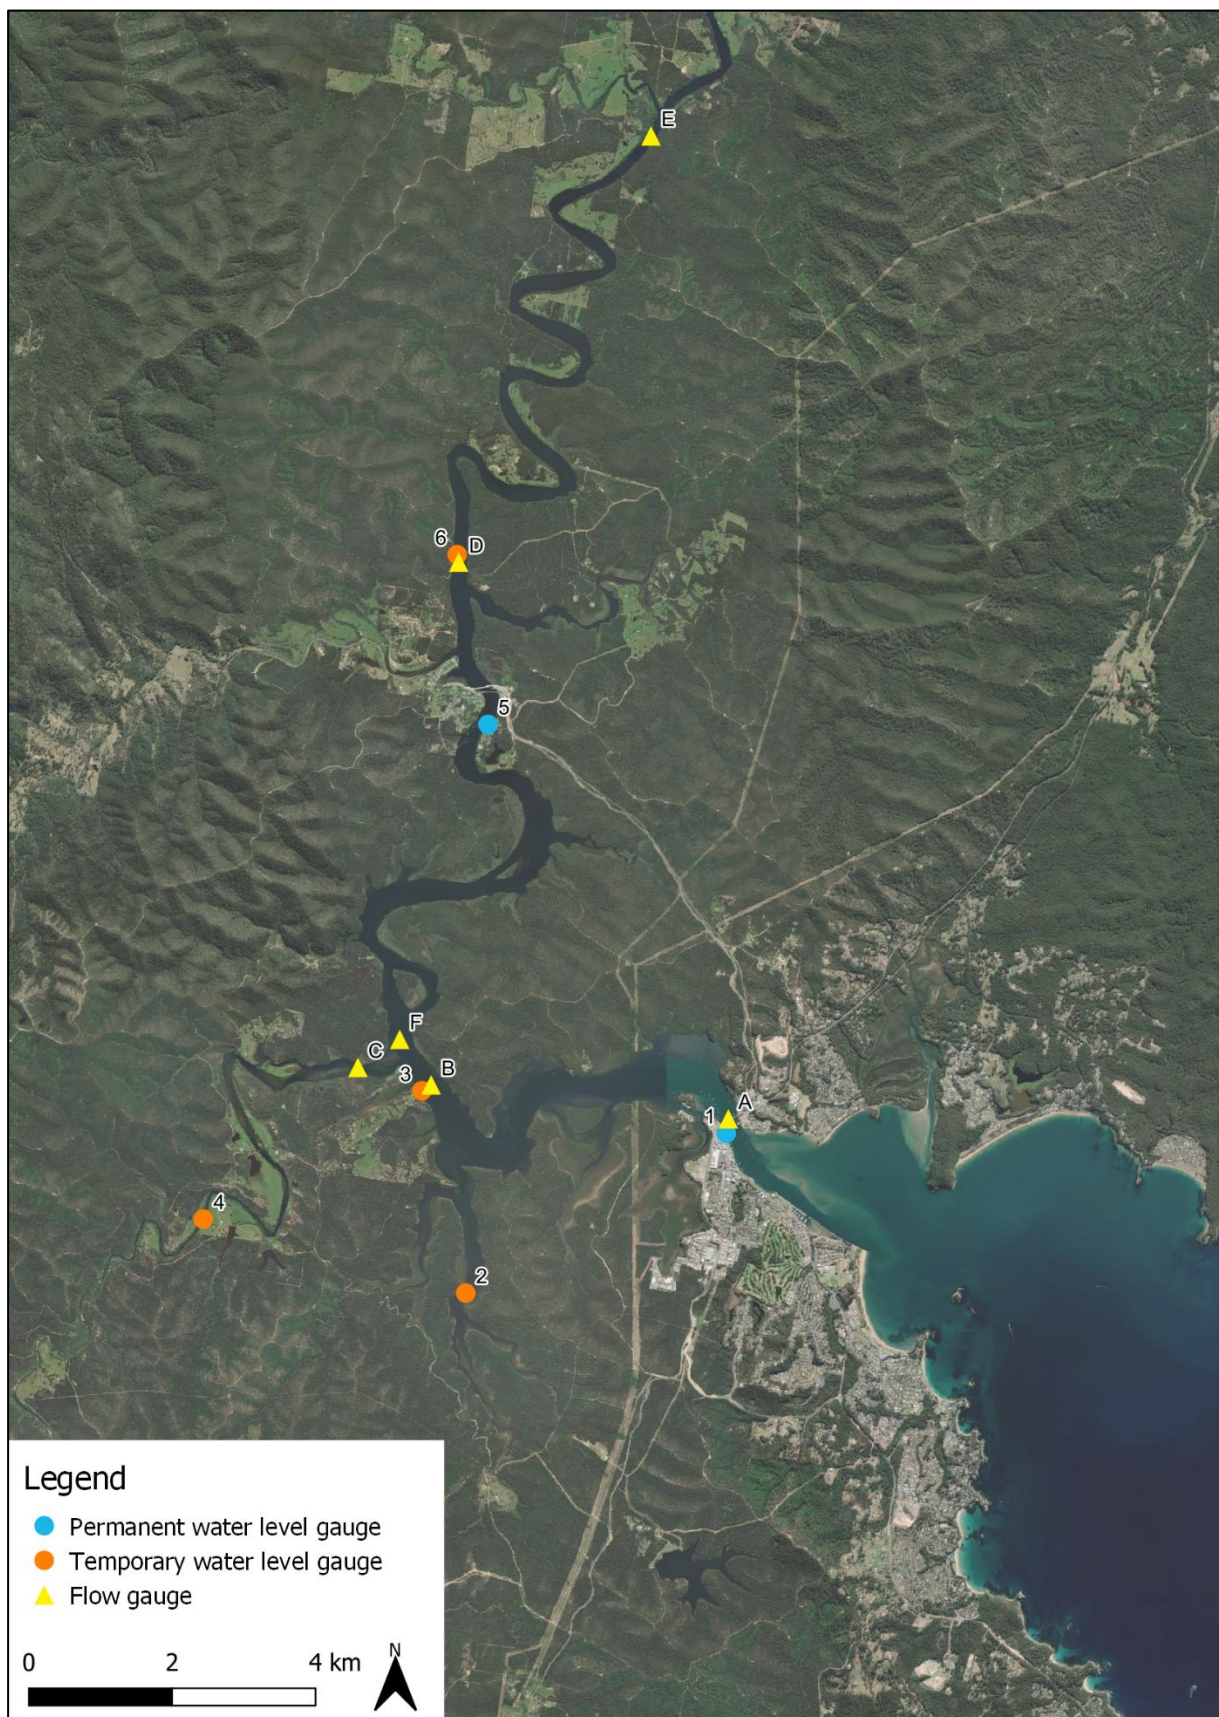 E
6
D
5
F
C
B
3
A
1
4
2
Legend
Permanent water level gauge
Temporary water level gauge
Flow gauge
N
0 2 4 km